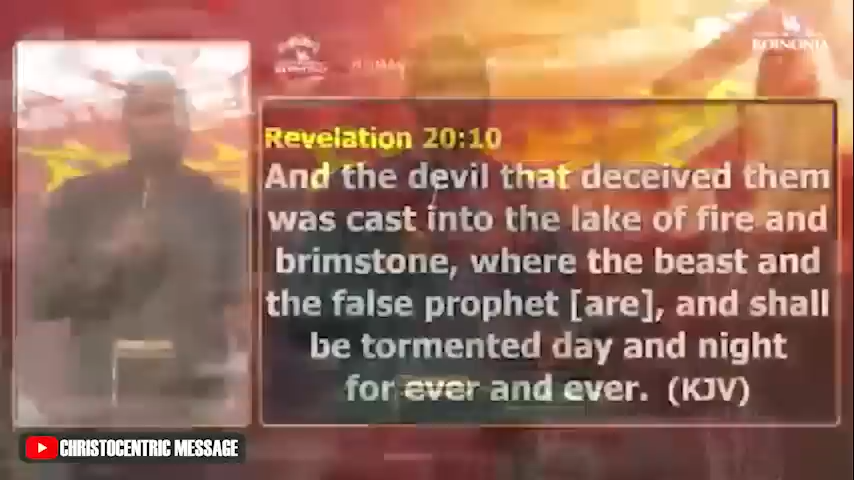 KOINONIA
Revelation 20:10
And the devil that deceived them
was cast into the lake of fire and
brimstone, where the beast and
the false prophet [are], and shall
be tormented day and night
for ever and ever. (KJV)
CHRISTOCENTRIC MESSAGE